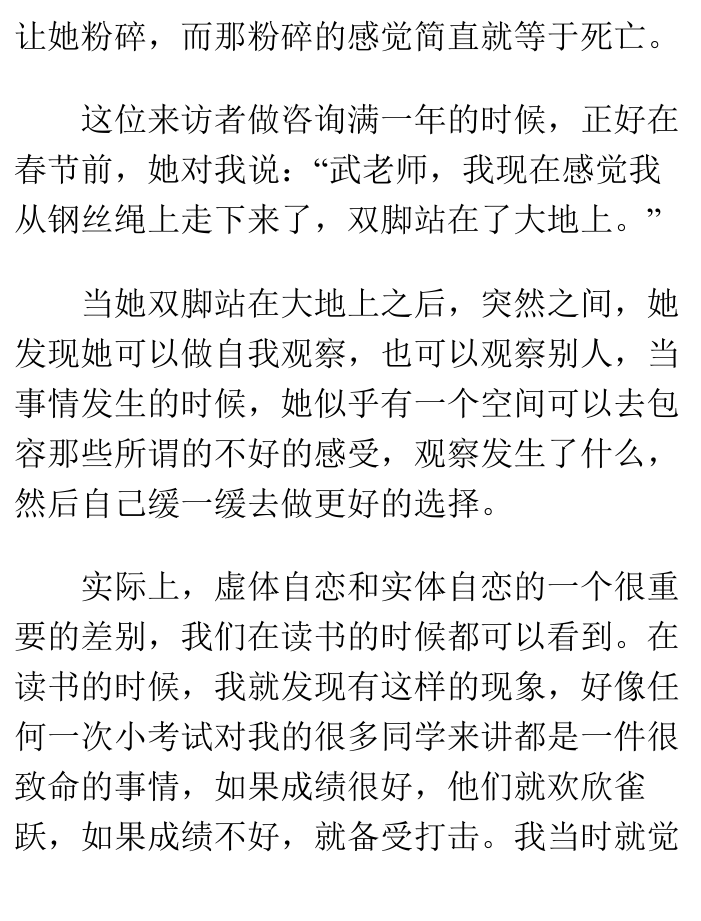 让她粉碎，而那粉碎的感觉简直就等于死亡。
这位来访者做咨询满一年的时候，正好在
春节前，她对我说：“武老师，我现在感觉我
从钢丝绳上走下来了，双脚站在了大地上。”
当她双脚站在大地上之后，突然之间，她
发现她可以做自我观察，也可以观察别人，当
事情发生的时候，她似乎有一个空间可以去包
容那些所谓的不好的感受，观察发生了什么，
然后自己缓一缓去做更好的选择。
实际上，虚体自恋和实体自恋的一个很重
要的差别，我们在读书的时候都可以看到。在
读书的时候，我就发现有这样的现象，好像任
何一次小考试对我的很多同学来讲都是一件很
致命的事情，如果成绩很好，他们就欢欣雀
跃，如果成绩不好，就备受打击。我当时就觉